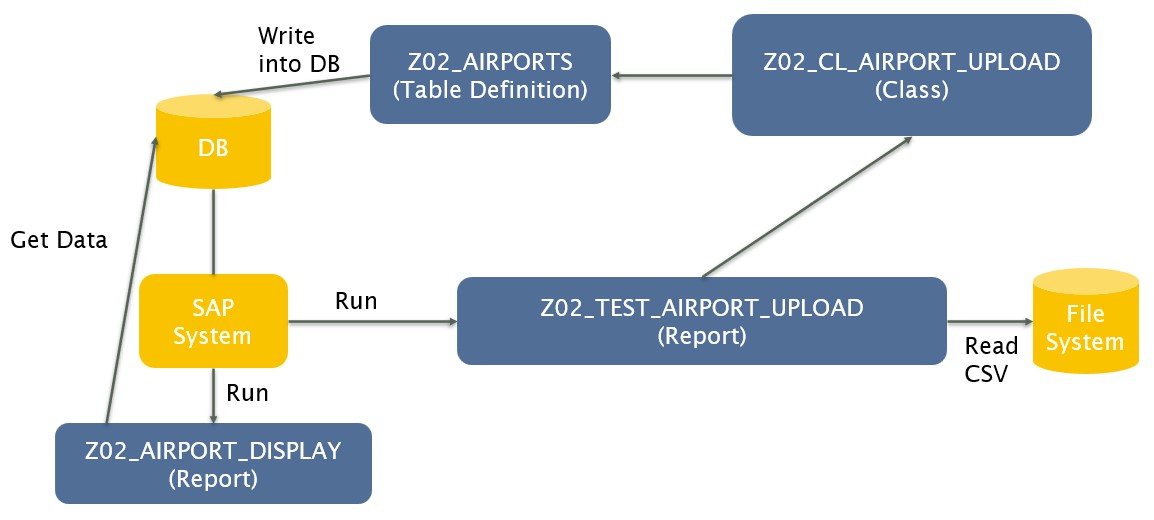 Write
into DB
Z02_AIRPORTS
(Table Definition)
Z02_CL_AIRPORT_UPLOAD
(Class)
DB
Get Data
SAP
System
Run
Z02_TEST_AIRPORT_UPLOAD
(Report)
File
System
Read
CSV
Run
Z02_AIRPORT_DISPLAY
(Report)